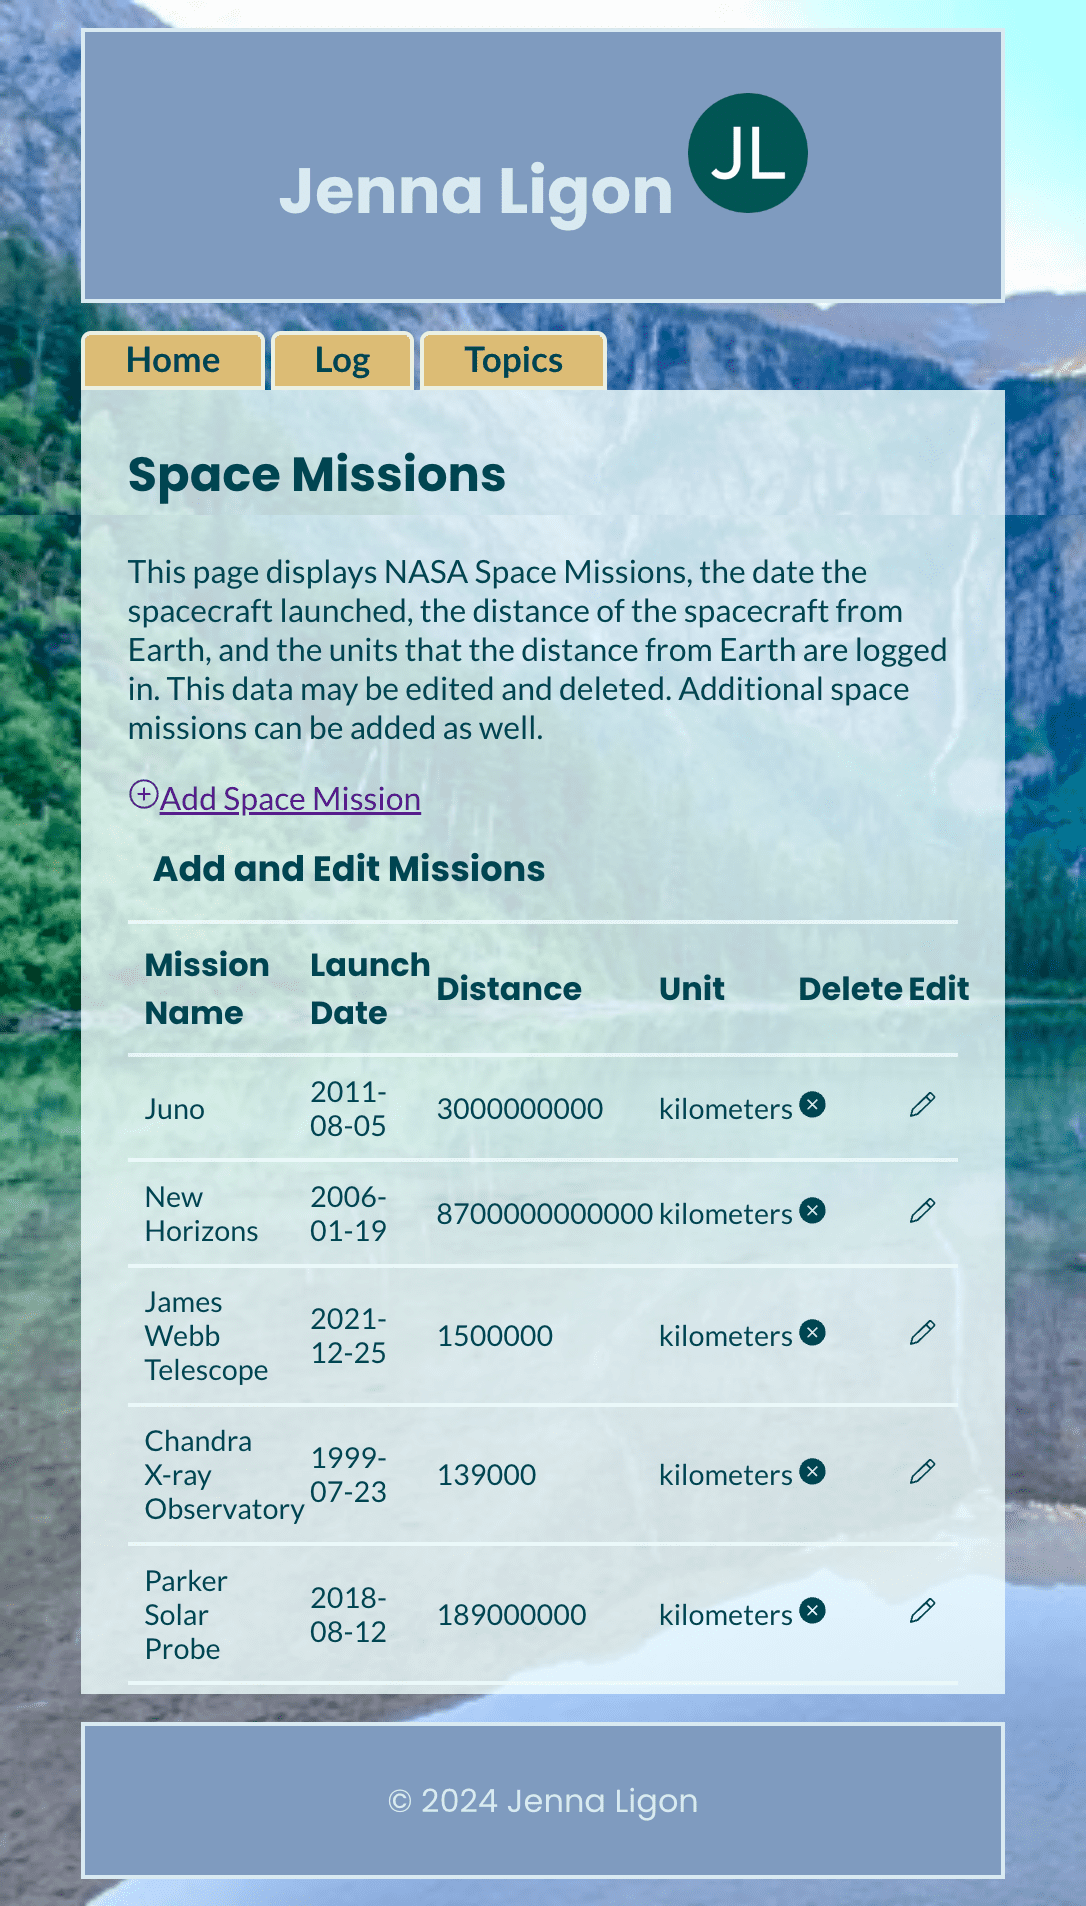 Jenna Ligon JL
Home Log Topics
Space Missions
This page displays NASA Space Missions, the date the
spacecraft launched, the distance of the spacecraft from
Earth, and the units that the distance from Earth are logged
in. This data may be edited and deleted. Additional space
missions can be added as well.
Add Space Mission
Add and Edit Missions
Mission Name Launch Date Distance Unit Delete Edit
Juno 2011-08-05 3000000000 kilometers
New Horizons 2006-01-19 8700000000000 kilometers
James Webb Telescope 2021-12-25 1500000 kilometers
Chandra X-ray Observatory 1999-07-23 139000 kilometers
Parker Solar Probe 2018-08-12 189000000 kilometers
© 2024 Jenna Ligon